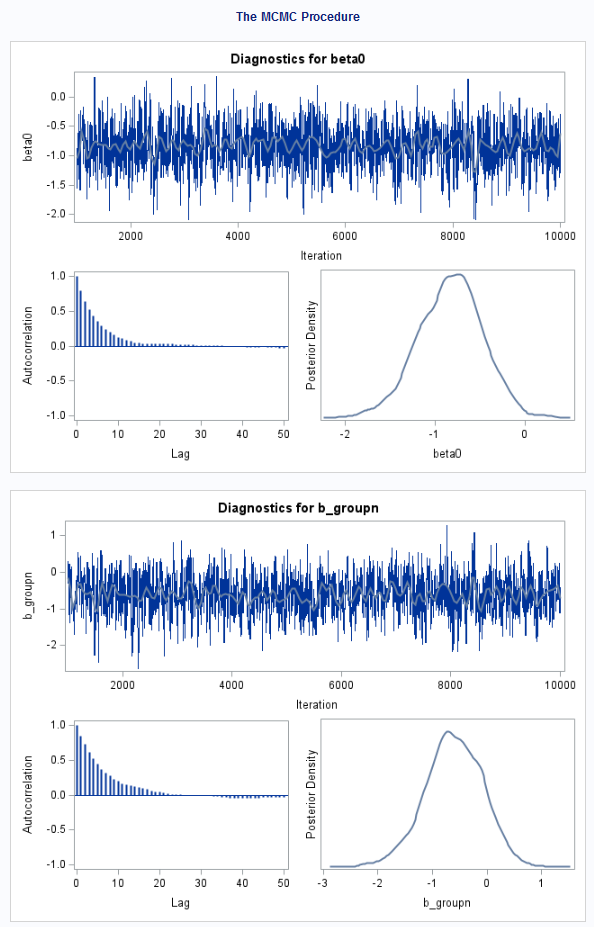 The MCMC Procedure
Diagnostics for beta0
beta0
0.0
-0.5
-1.0
-1.5
-2.0
2000 4000 6000 8000 10000
Iteration
Autocorrelation
1.0
0.5
0.0
-0.5
-1.0
0 10 20 30 40 50
Lag
Posterior Density
-2 -1 0
beta0
Diagnostics for b_groupn
b_groupn
1
0
-1
-2
2000 4000 6000 8000 10000
Iteration
Autocorrelation
1.0
0.5
0.0
-0.5
-1.0
0 10 20 30 40 50
Lag
Posterior Density
-3 -2 -1 0 1
b_groupn